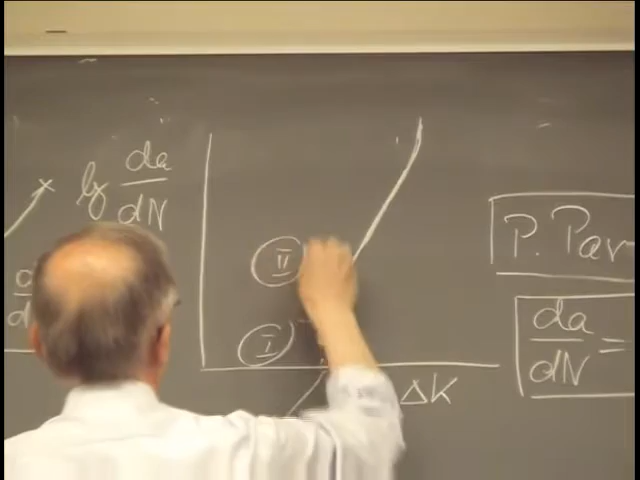 lg da/dN
II
I
ΔK
P. Par
da/dN =